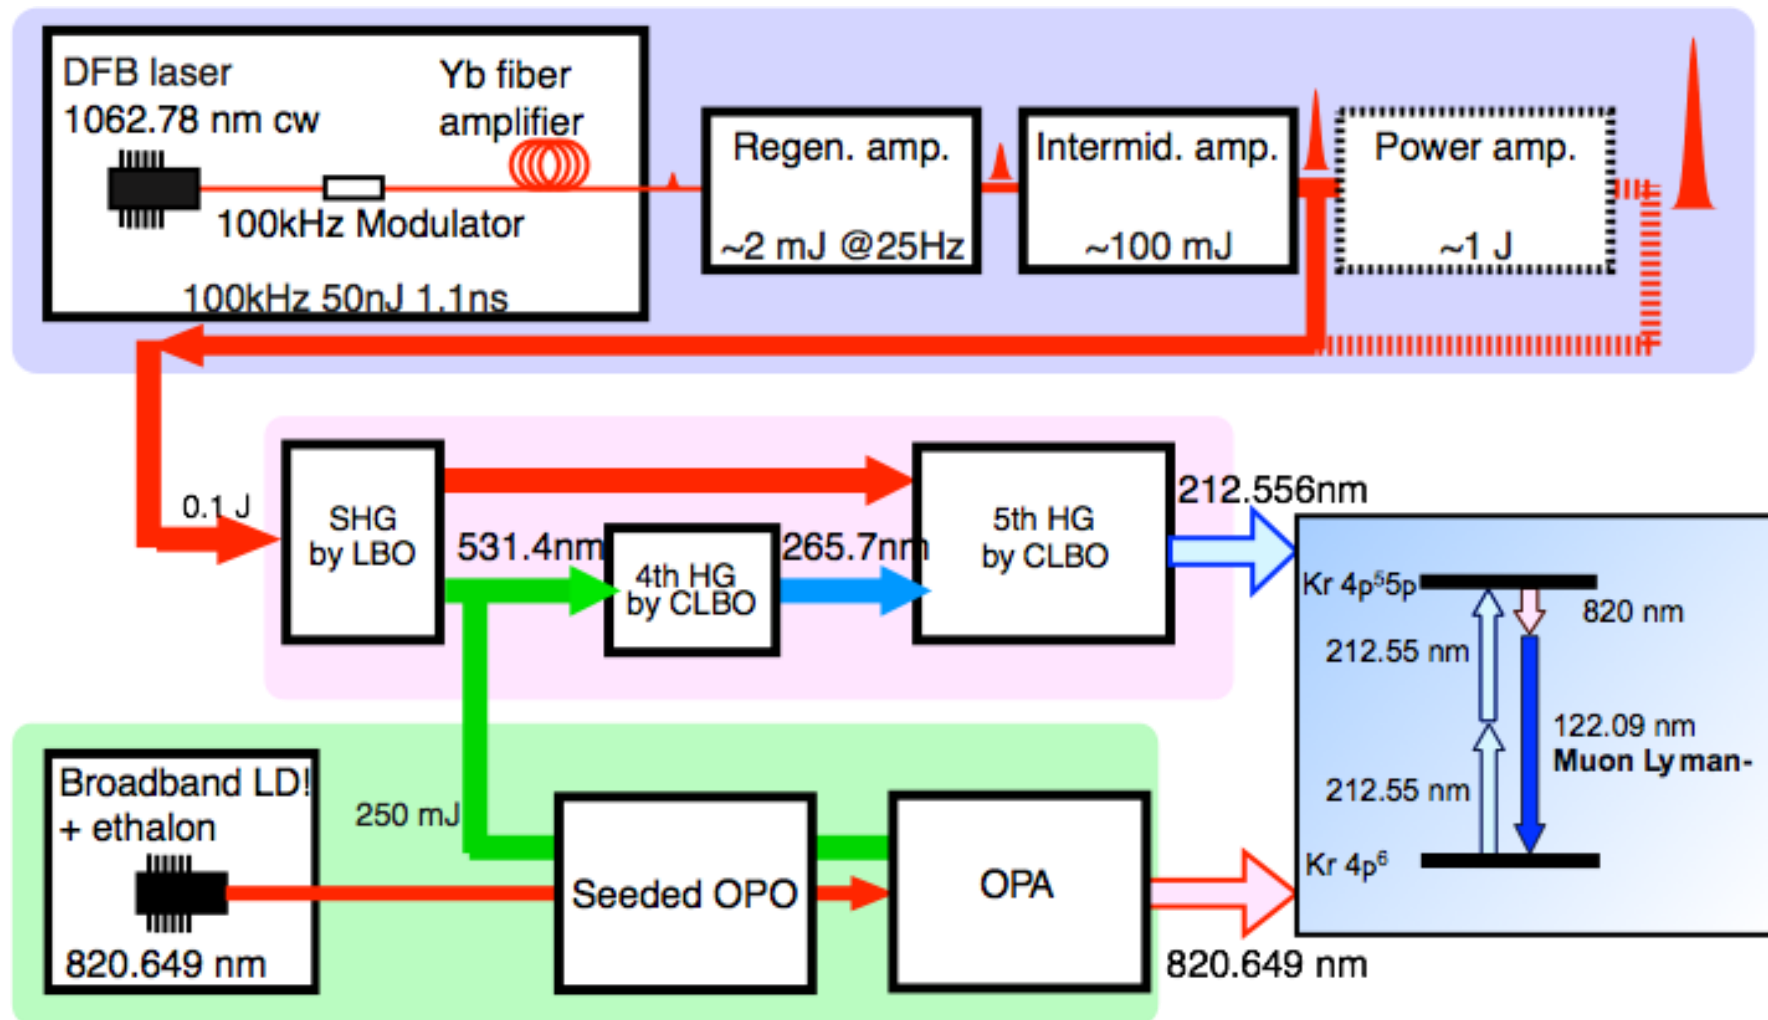 DFB laser
1062.78 nm cw
Yb fiber
amplifier
100kHz Modulator
100kHz 50nJ 1.1ns
Regen. amp.
~2 mJ @25Hz
Intermid. amp.
~100 mJ
Power amp.
~1 J
0.1 J
SHG
by LBO
531.4nm
4th HG
by CLBO
265.7nm
5th HG
by CLBO
212.556nm
Kr 4p⁵5p
820 nm
212.55 nm
122.09 nm
Muon Lyman-
212.55 nm
Kr 4p⁶
Broadband LD!
+ ethalon
820.649 nm
250 mJ
Seeded OPO
OPA
820.649 nm